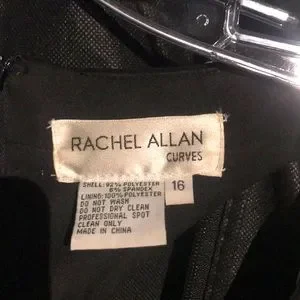 RACHEL ALLAN
CURVES
SHELL: 92% POLYESTER
8% SPANDEX
LINING: 100% POLYESTER
DO NOT WASH
DO NOT DRY CLEAN
PROFESSIONAL SPOT
CLEAN ONLY
MADE IN CHINA
16